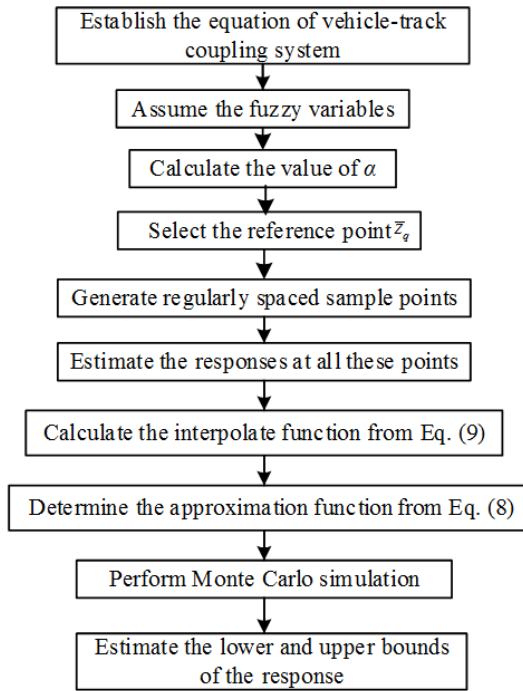 Establish the equation of vehicle-track
coupling system
Assume the fuzzy variables
Calculate the value of α
Select the reference point z̅_q
Generate regularly spaced sample points
Estimate the responses at all these points
Calculate the interpolate function from Eq. (9)
Determine the approximation function from Eq. (8)
Perform Monte Carlo simulation
Estimate the lower and upper bounds
of the response